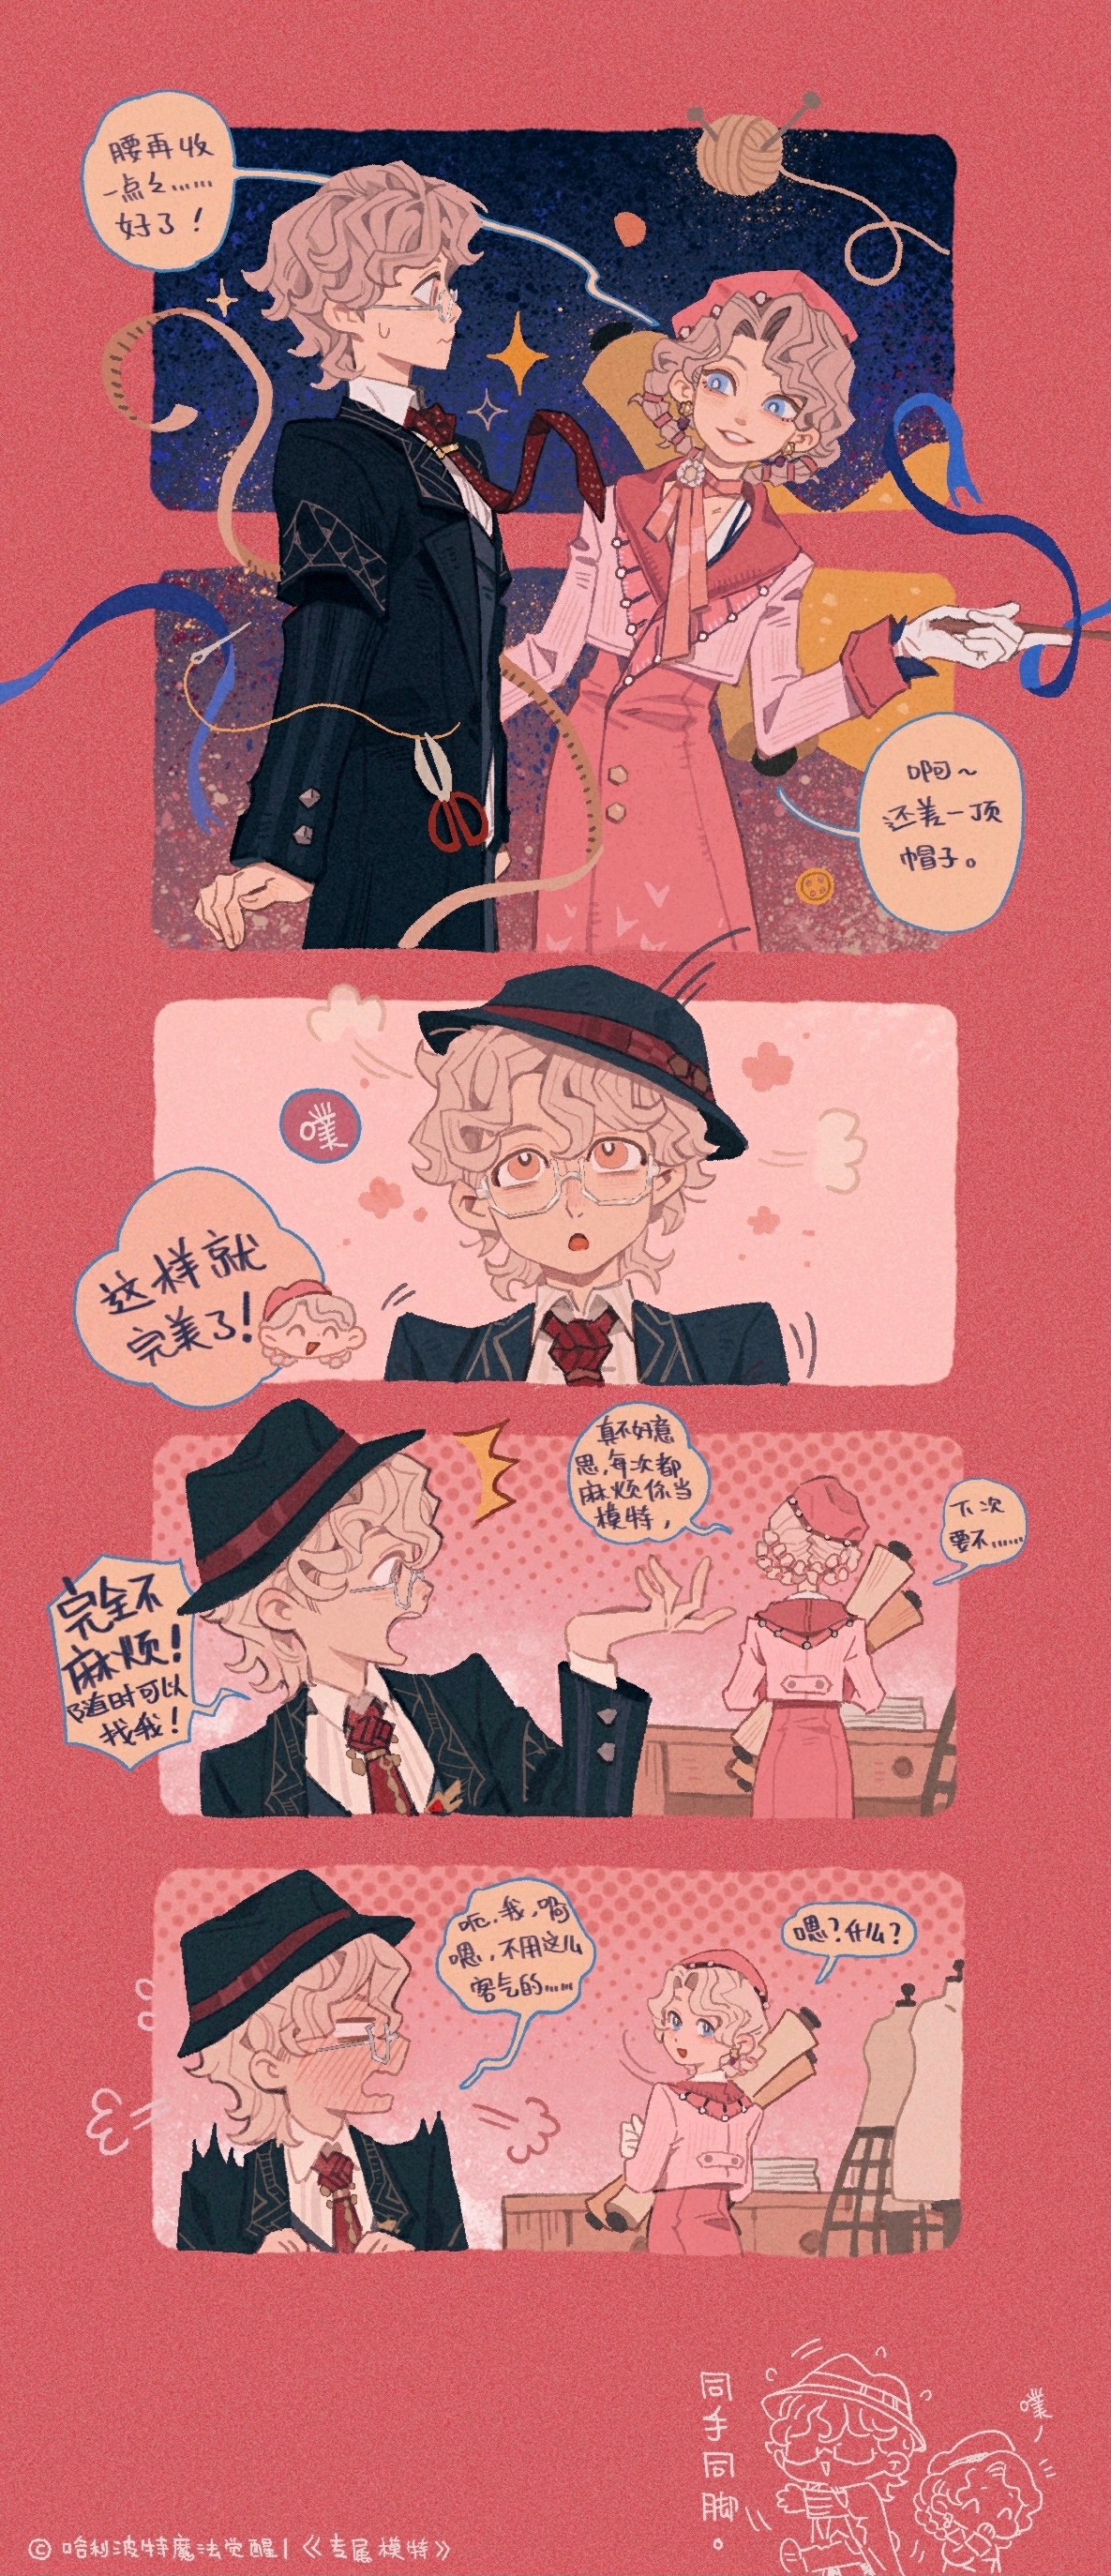 腰再收
一点点……
好了！
啊～
还差一顶
帽子。
噗
这样就
完美了！
真不好意
思,每次都
麻烦你当
模特，
下次
要不……
完全不
麻烦！
随时可以
找我！
呃,我,啊
嗯,不用这么
客气的……
嗯？什么？
同手同脚。
噗
© 哈利波特魔法觉醒|《专属模特》